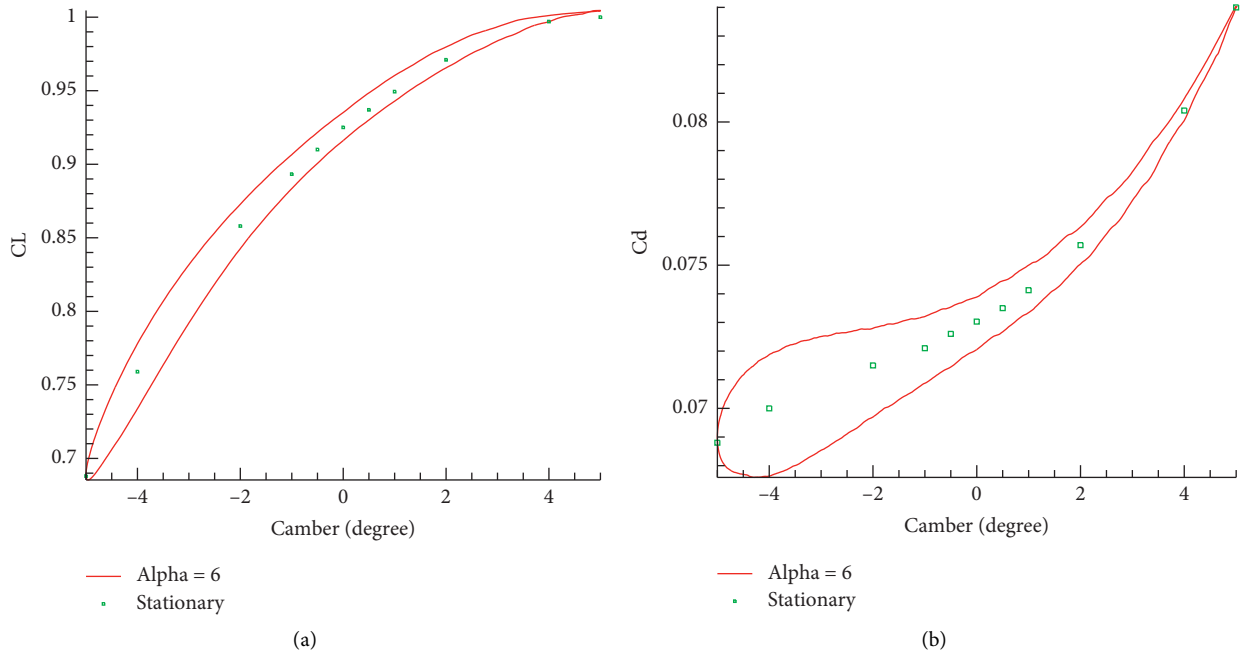 1
0.95
0.9
0.85
0.8
0.75
0.7
CL
−4
−2
0
2
4
Camber (degree)
Alpha = 6
Stationary
(a)
0.08
0.075
0.07
Cd
−4
−2
0
2
4
Camber (degree)
Alpha = 6
Stationary
(b)